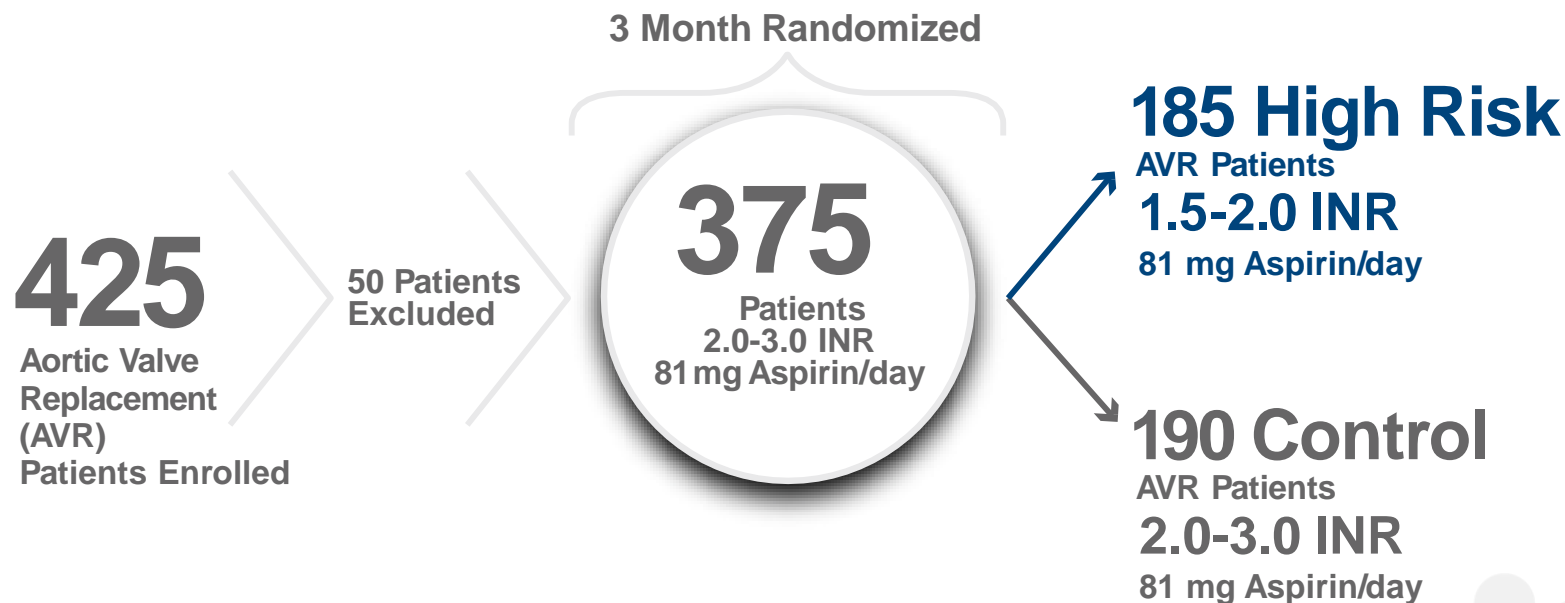 3 Month Randomized
425
Aortic Valve
Replacement
(AVR)
Patients Enrolled
50 Patients
Excluded
375
Patients
2.0-3.0 INR
81 mg Aspirin/day
185 High Risk
AVR Patients
1.5-2.0 INR
81 mg Aspirin/day
190 Control
AVR Patients
2.0-3.0 INR
81 mg Aspirin/day